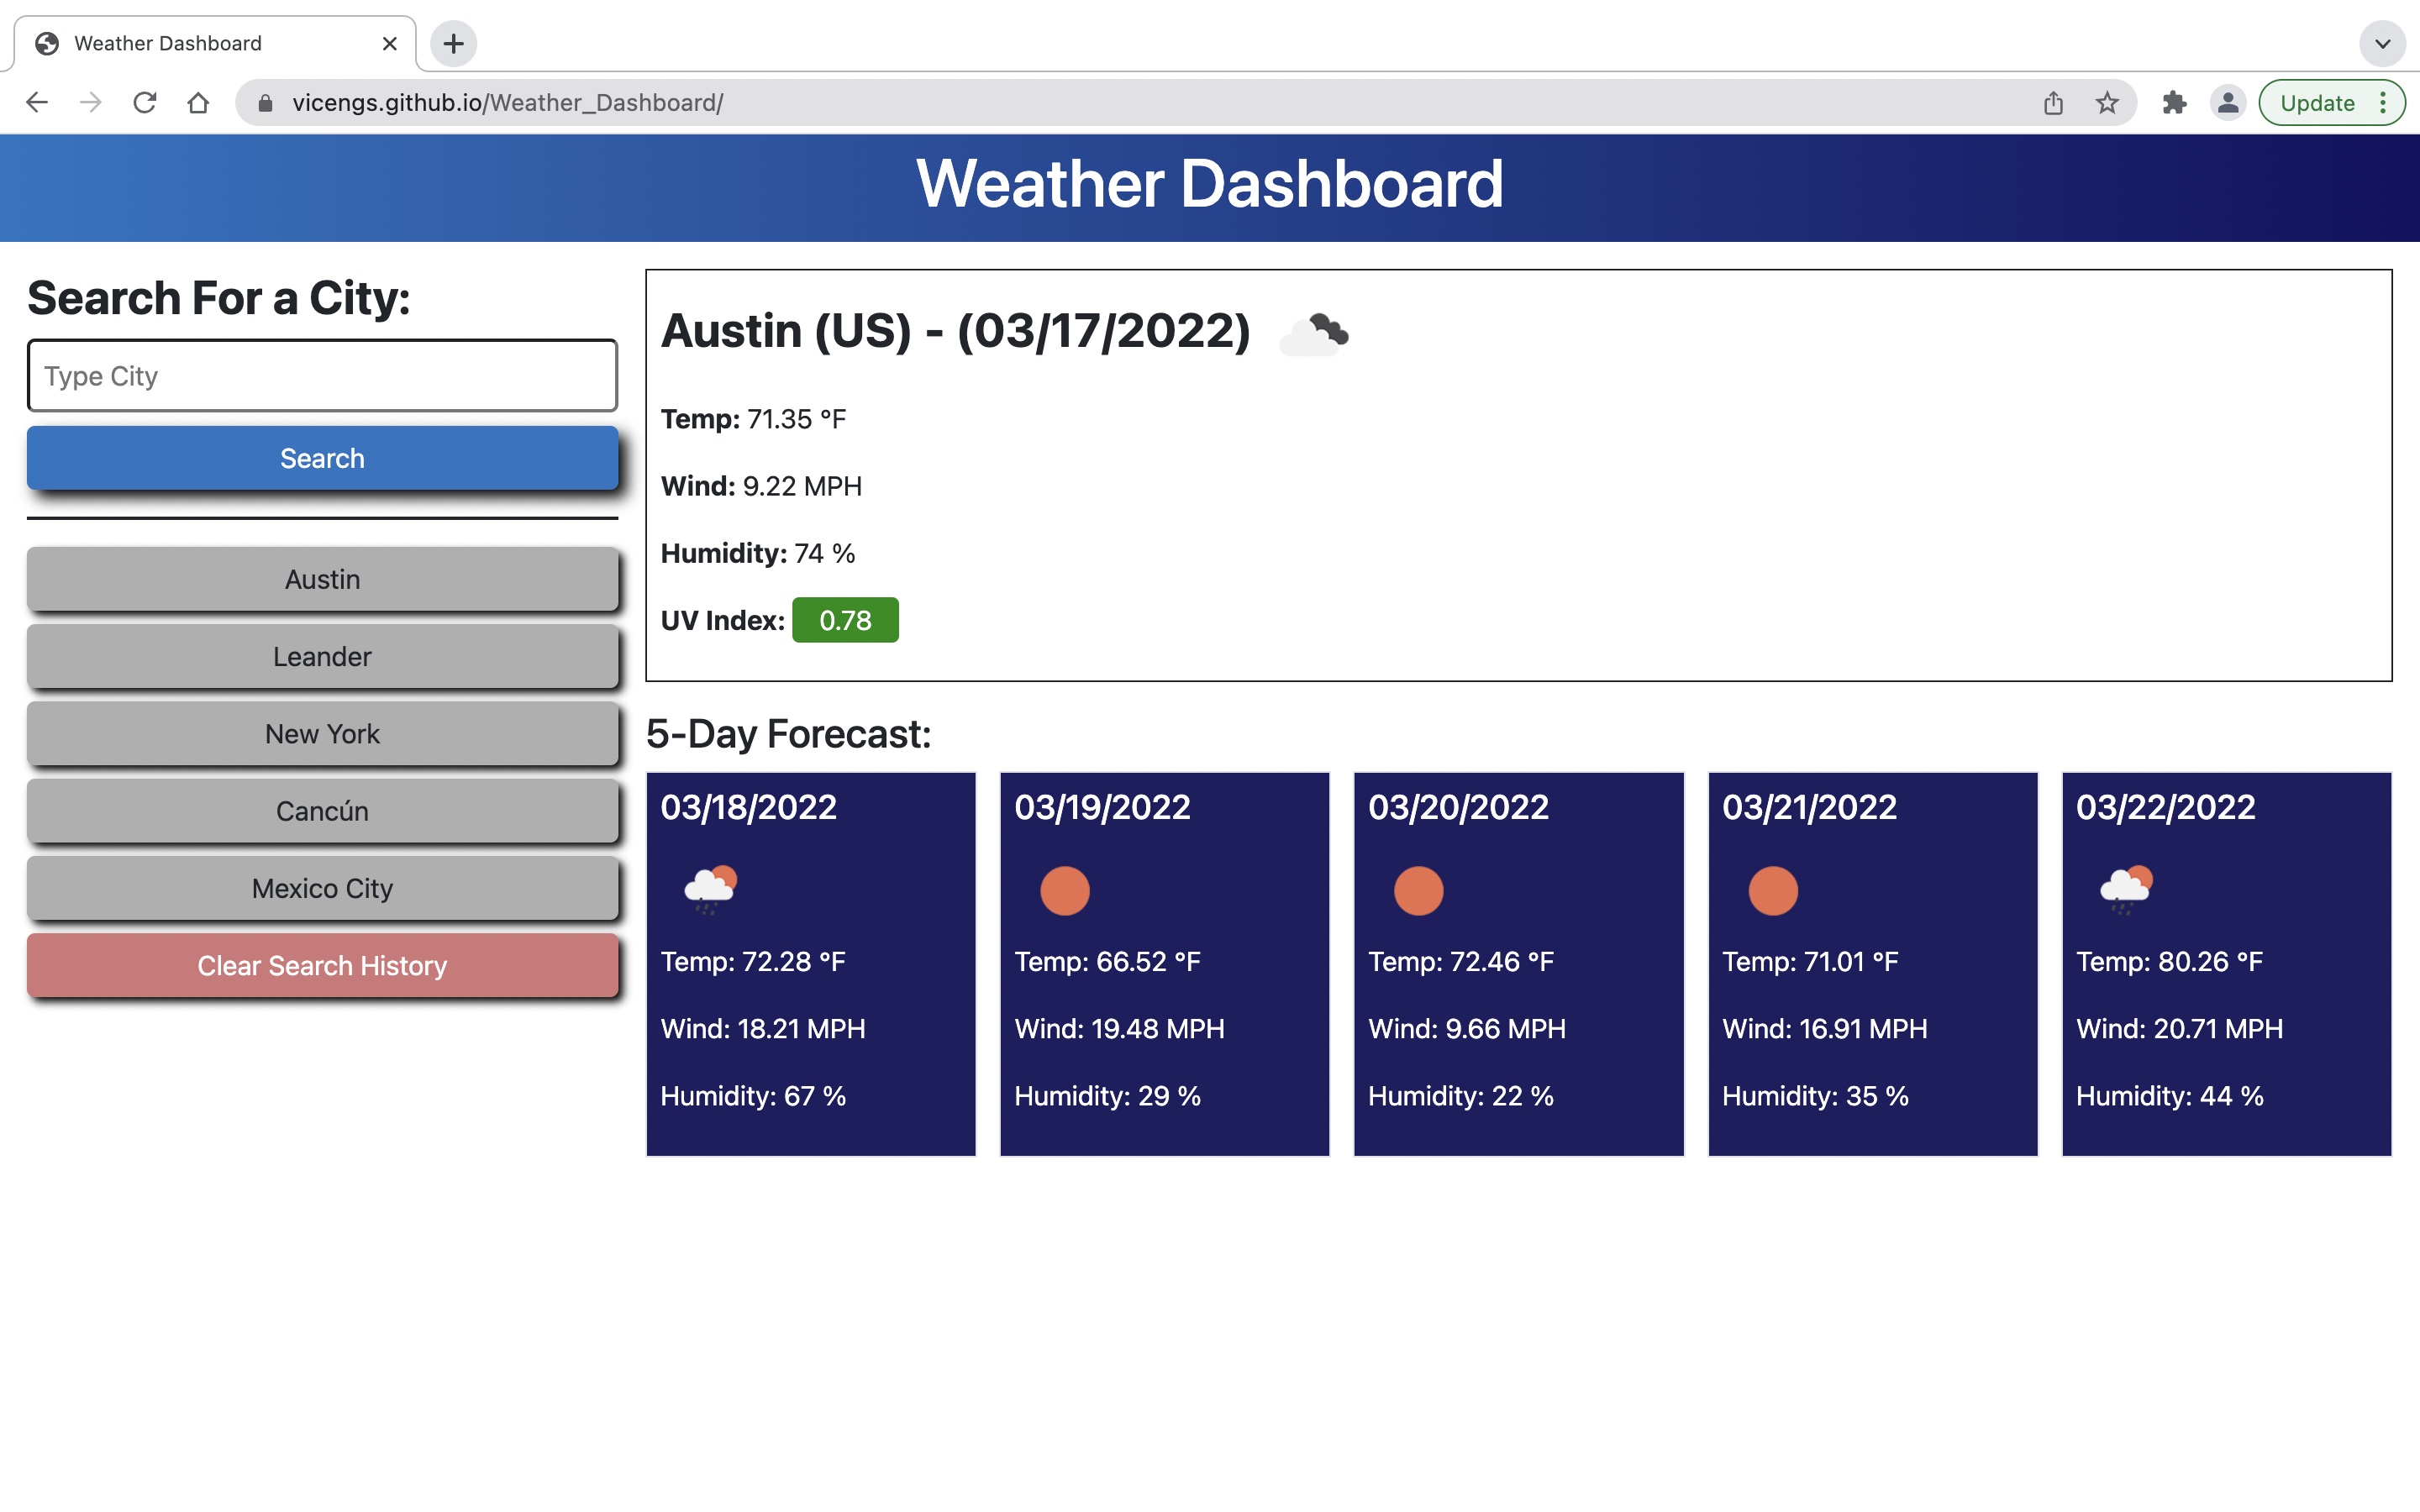 Weather Dashboard
vicengs.github.io/Weather_Dashboard/
Update
Weather Dashboard
Search For a City:
Type City
Search
Austin
Leander
New York
Cancún
Mexico City
Clear Search History
Austin (US) - (03/17/2022)
Temp: 71.35 °F
Wind: 9.22 MPH
Humidity: 74 %
UV Index: 0.78
5-Day Forecast:
03/18/2022
Temp: 72.28 °F
Wind: 18.21 MPH
Humidity: 67 %
03/19/2022
Temp: 66.52 °F
Wind: 19.48 MPH
Humidity: 29 %
03/20/2022
Temp: 72.46 °F
Wind: 9.66 MPH
Humidity: 22 %
03/21/2022
Temp: 71.01 °F
Wind: 16.91 MPH
Humidity: 35 %
03/22/2022
Temp: 80.26 °F
Wind: 20.71 MPH
Humidity: 44 %